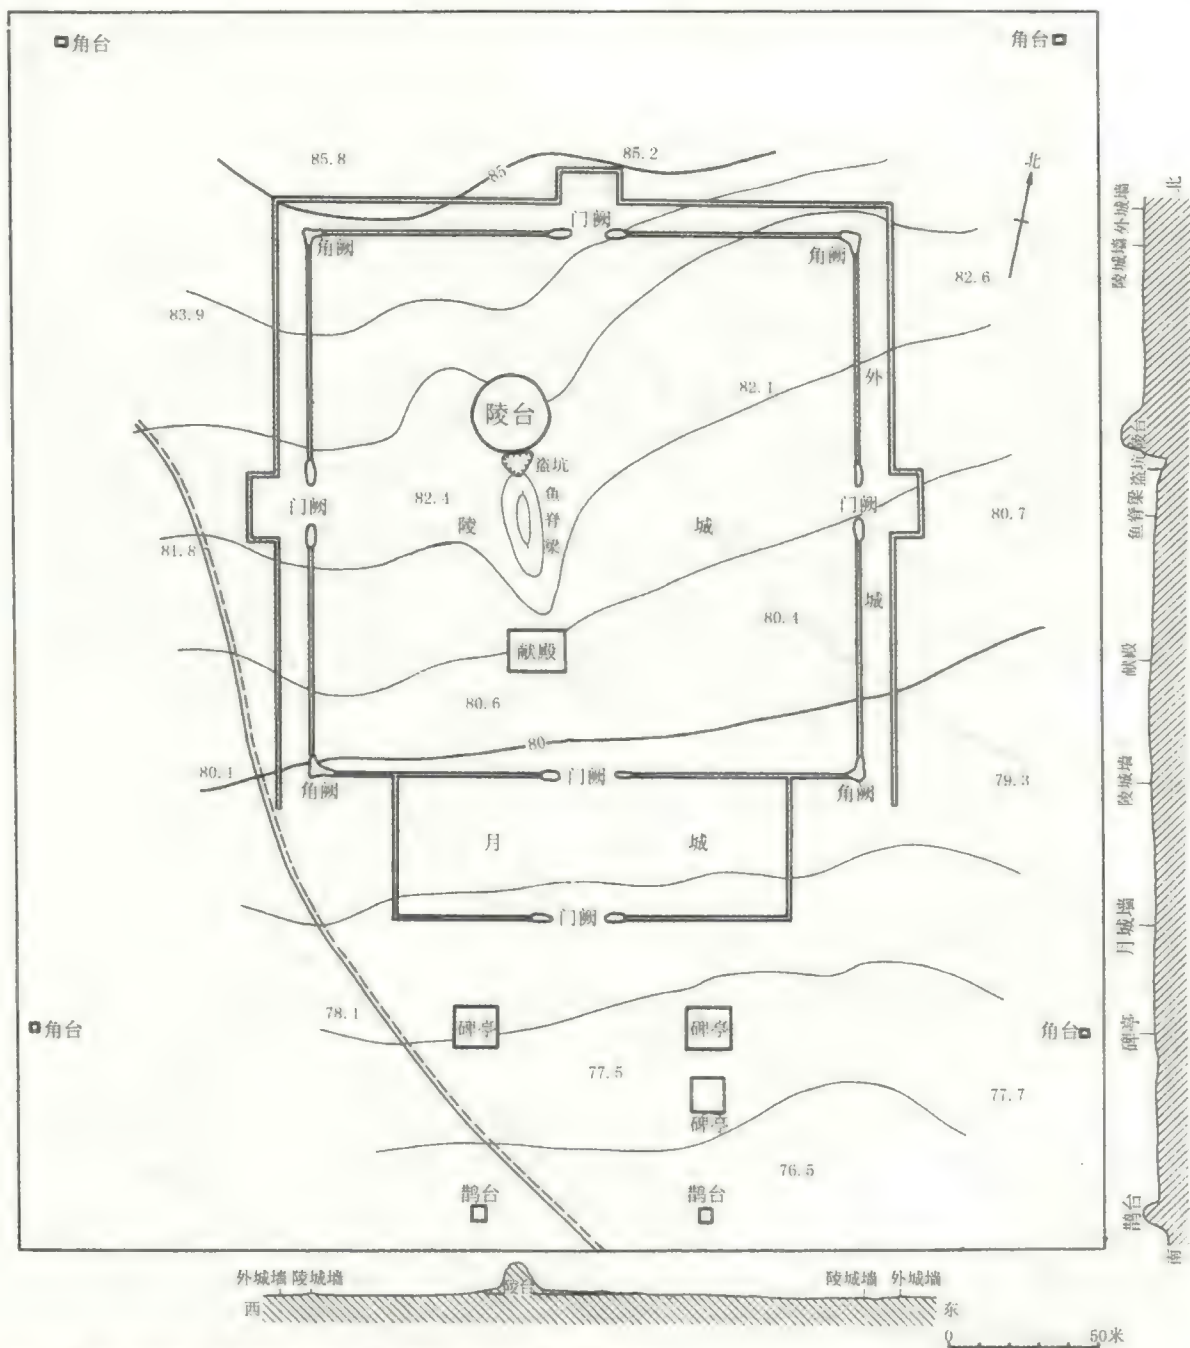 角台
角台
85.8
85
85.2
北
门阙
角阙
角阙
82.6
83.9
外
82.1
陵台
盗坑
鱼
脊
梁
82.4
陵
城
门阙
门阙
80.7
81.8
城
80.4
献殿
80.6
80
80.1
角阙
门阙
角阙
79.3
月
城
门阙
78.1
角台
碑亭
碑亭
角台
77.5
77.7
碑亭
76.5
鹊台
鹊台
北
外城墙
陵城墙
陵台
盗坑
鱼脊梁
献殿
陵城墙
月城墙
碑亭
鹊台
南
外城墙 陵城墙
陵台
陵城墙 外城墙
西
东
0
50米